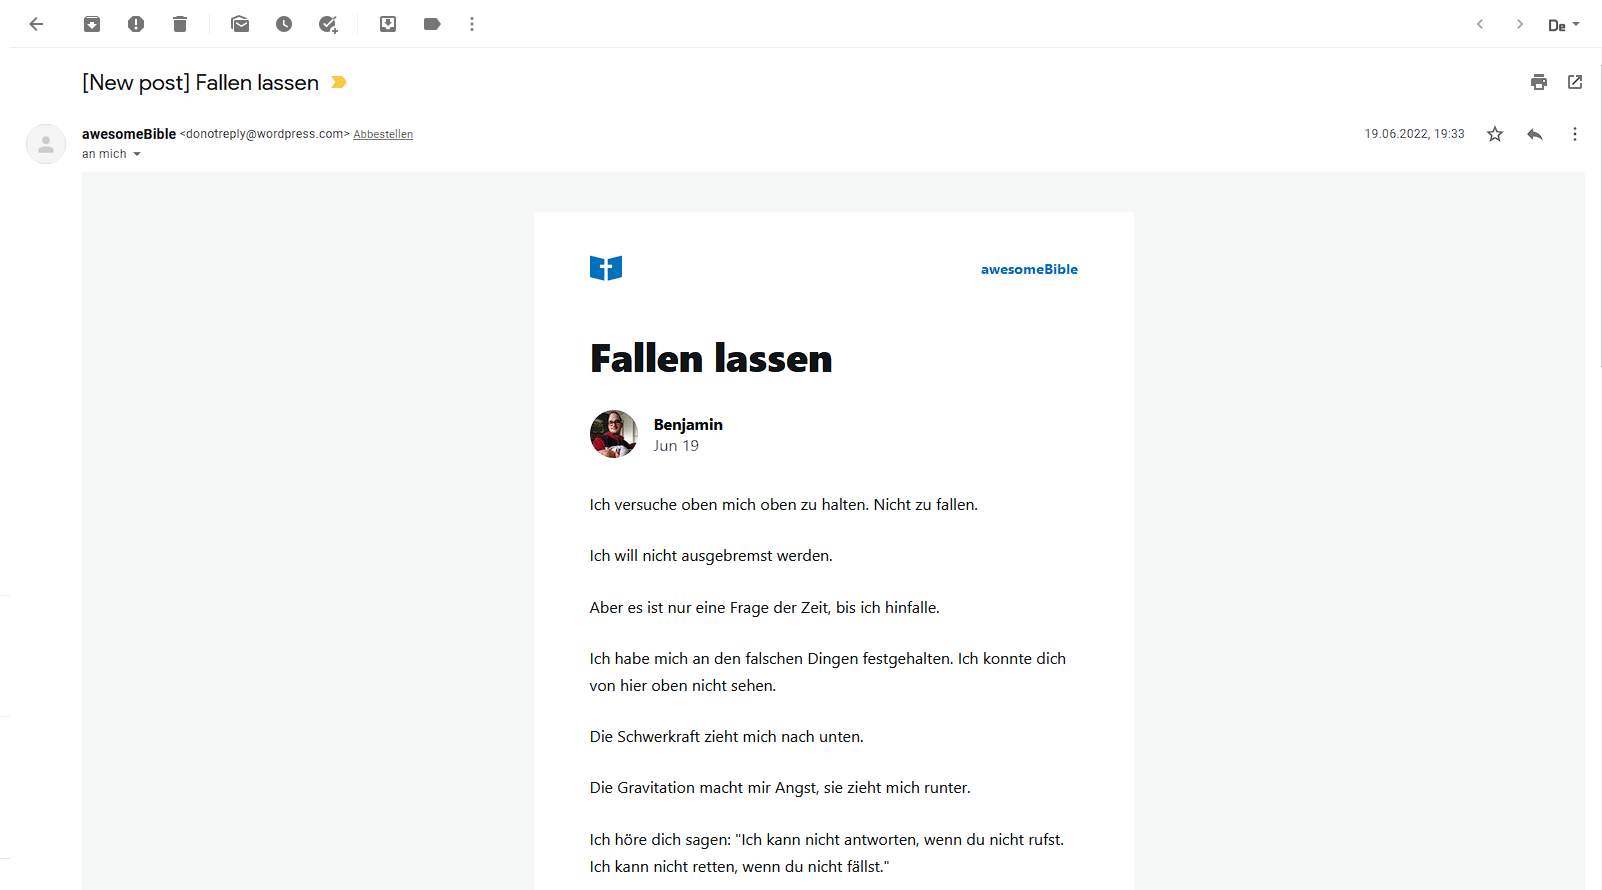 De
[New post] Fallen lassen
awesomeBible <donotreply@wordpress.com> Abbestellen
19.06.2022, 19:33
an mich
awesomeBible
Fallen lassen
Benjamin
Jun 19
Ich versuche oben mich oben zu halten. Nicht zu fallen.
Ich will nicht ausgebremst werden.
Aber es ist nur eine Frage der Zeit, bis ich hinfalle.
Ich habe mich an den falschen Dingen festgehalten. Ich konnte dich
von hier oben nicht sehen.
Die Schwerkraft zieht mich nach unten.
Die Gravitation macht mir Angst, sie zieht mich runter.
Ich höre dich sagen: "Ich kann nicht antworten, wenn du nicht rufst.
Ich kann nicht retten, wenn du nicht fällst."